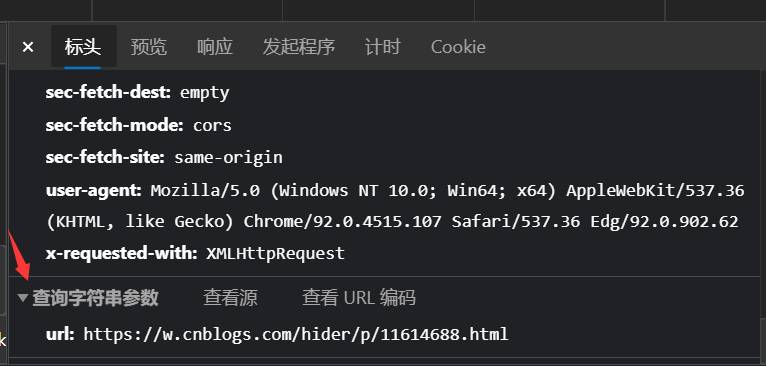 × 标头 预览 响应 发起程序 计时 Cookie
sec-fetch-dest: empty
sec-fetch-mode: cors
sec-fetch-site: same-origin
user-agent: Mozilla/5.0 (Windows NT 10.0; Win64; x64) AppleWebKit/537.36
(KHTML, like Gecko) Chrome/92.0.4515.107 Safari/537.36 Edg/92.0.902.62
x-requested-with: XMLHttpRequest
▼查询字符串参数 查看源 查看 URL 编码
url: https://w.cnblogs.com/hider/p/11614688.html